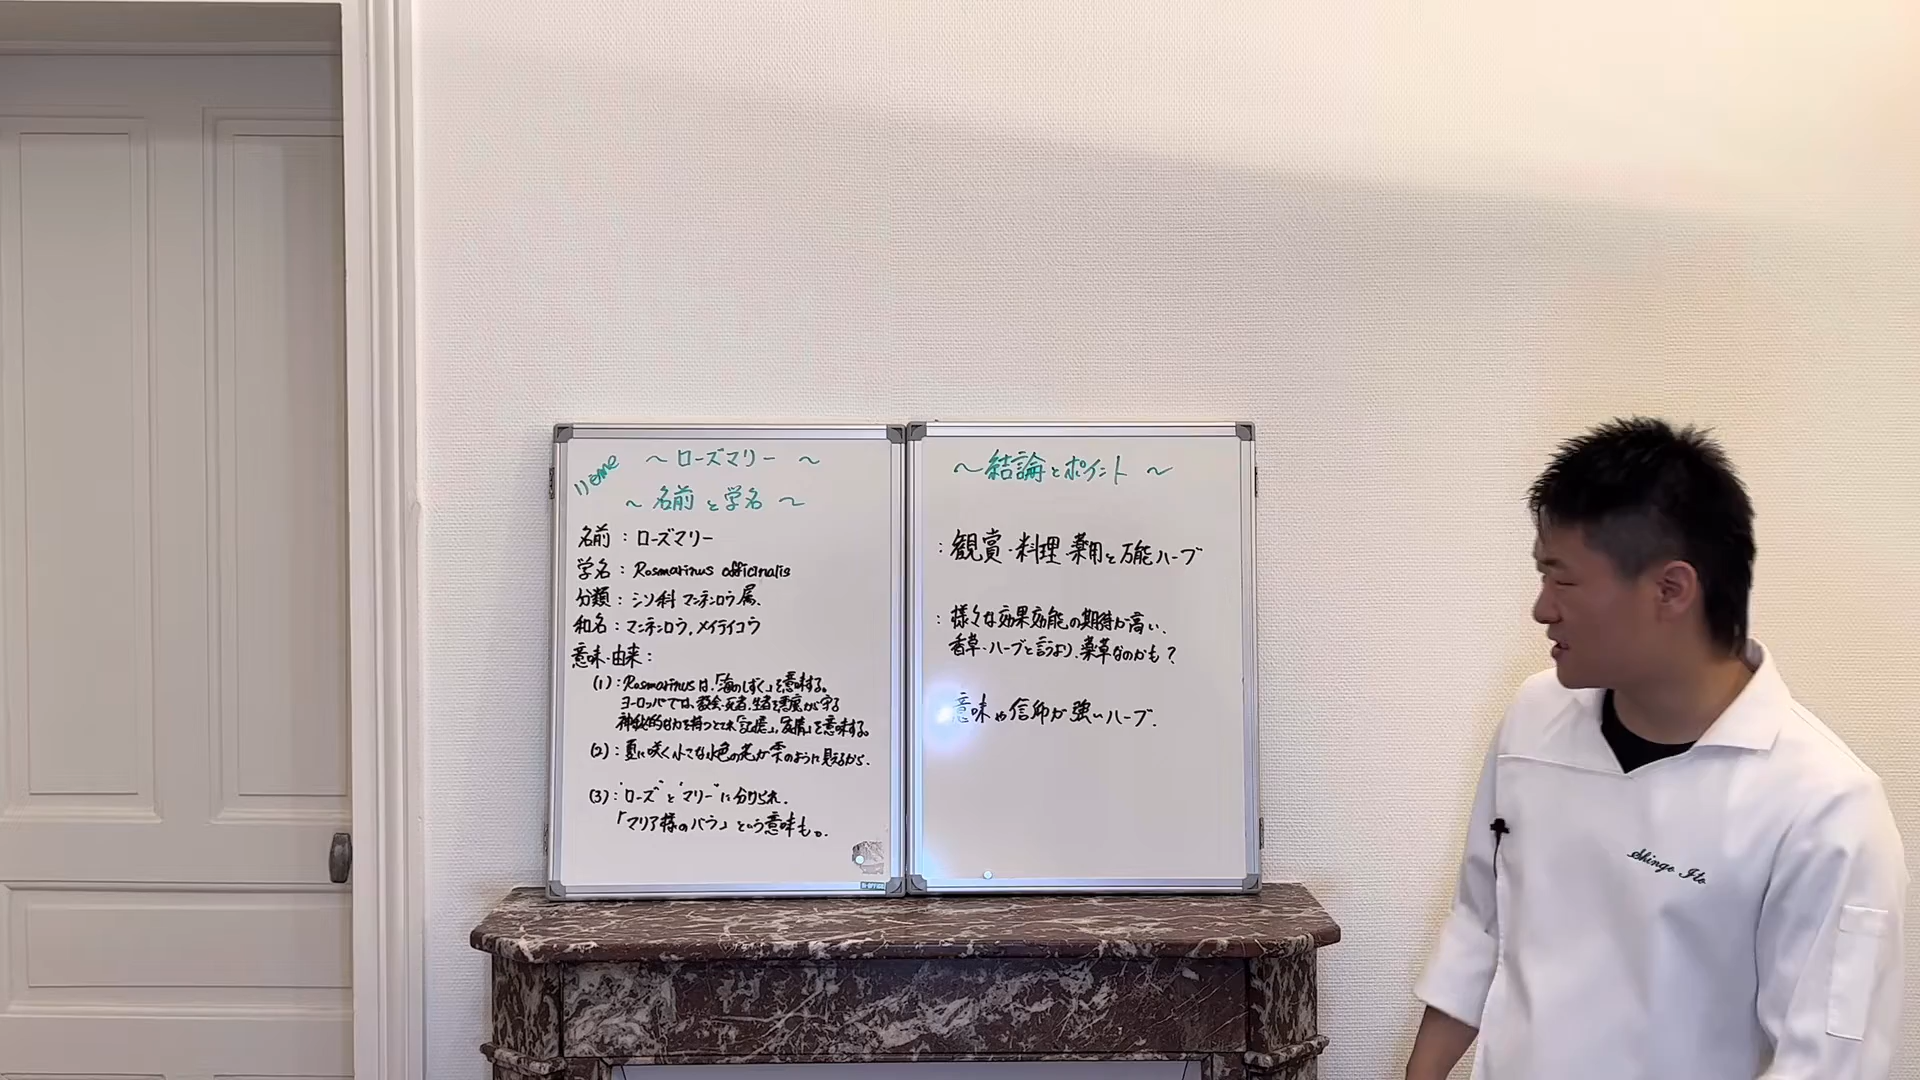 11ème
～ ローズマリー ～
～ 名前 と 学名 ～
名前 : ローズマリー
学名 : Rosmarinus officinalis
分類 : シソ科 マンネンロウ属、
和名 : マンネンロウ, メイテイコウ
意味・由来 :
(1) : Rosmarinusは、「海のしずく」を意味する。
ヨーロッパでは、教会、死者、生者を悪魔から守る
神秘的な力を持つとされ「記憶」,「友情」を意味する。
(2) : 夏に咲く小さな水色の花が雫のように見えるから、
(3) : "ローズ" と "マリー" に分けられ、
「マリア様のバラ」という意味も。
～ 結論とポイント ～
: 観賞・料理・薬用と万能ハーブ
: 様々な効果効能の期待が高い、
香草・ハーブと言うより、薬草なのかも？
意味や信仰が強いハーブ.
Shingo Ito